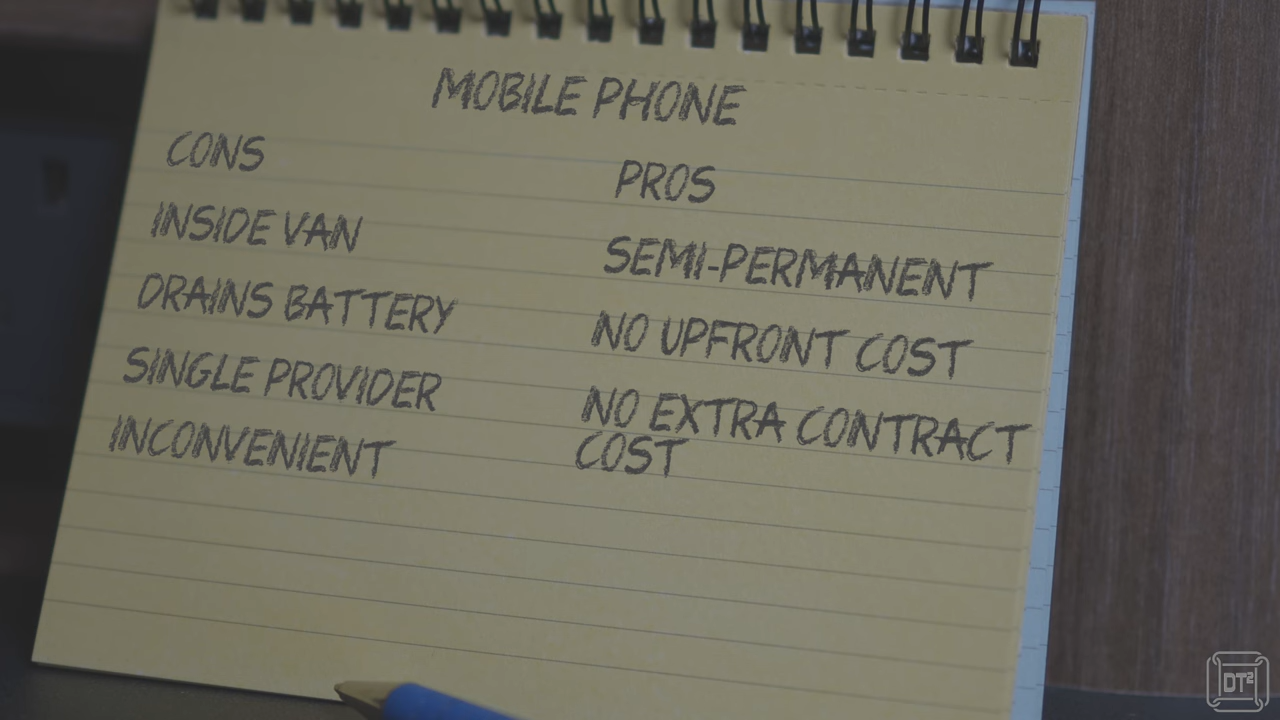 MOBILE PHONE
CONS
INSIDE VAN
DRAINS BATTERY
SINGLE PROVIDER
INCONVENIENT
PROS
SEMI-PERMANENT
NO UPFRONT COST
NO EXTRA CONTRACT
COST
DT2